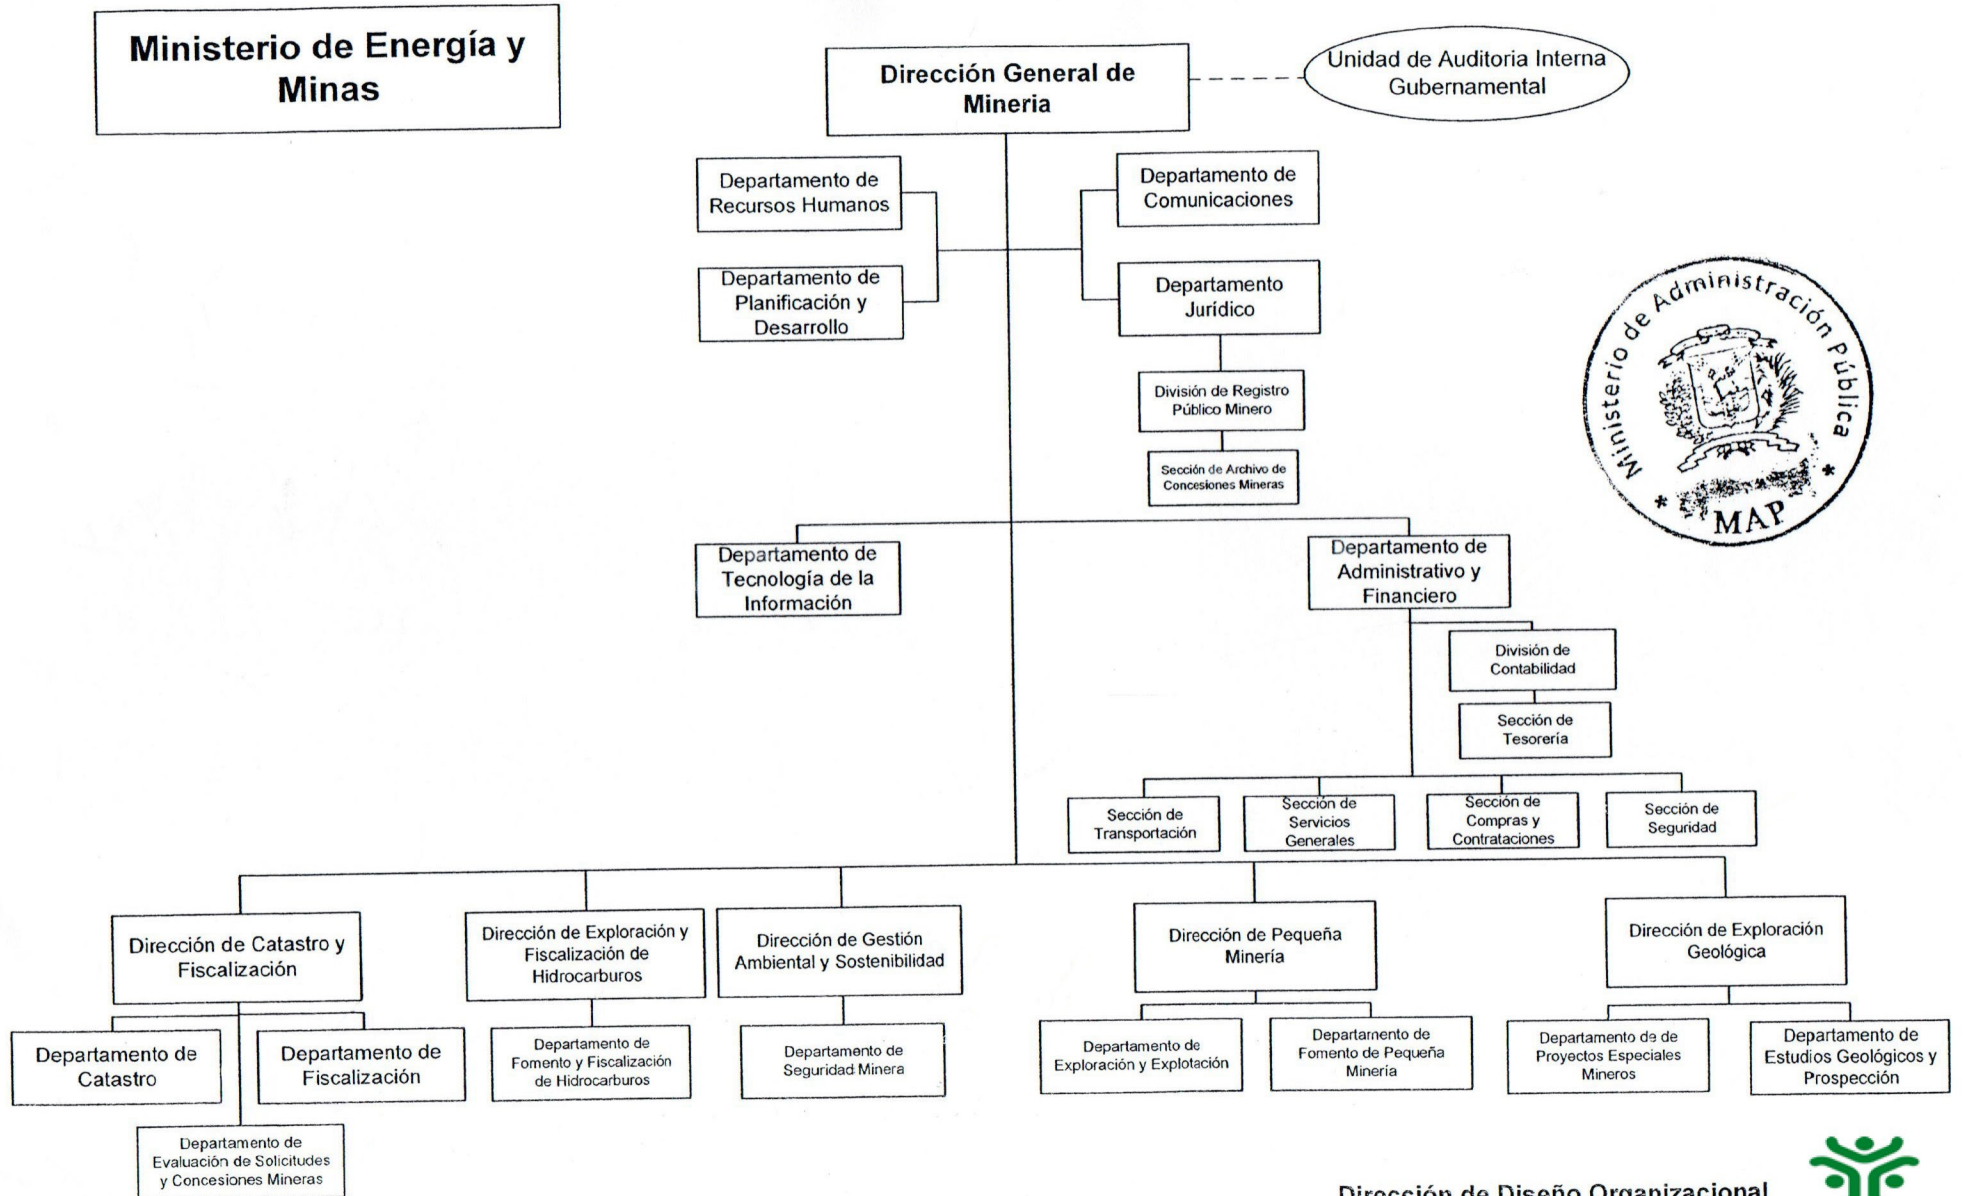 Ministerio de Energía y
Minas
Dirección General de
Mineria
Unidad de Auditoria Interna
Gubernamental
Departamento de
Recursos Humanos
Departamento de
Comunicaciones
Departamento de
Planificación y
Desarrollo
Departamento
Jurídico
División de Registro
Público Minero
Sección de Archivo de
Concesiones Mineras
Ministerio de Administración Pública
MAP
Departamento de
Tecnología de la
Información
Departamento de
Administrativo y
Financiero
División de
Contabilidad
Sección de
Tesorería
Sección de
Transportación
Sección de
Servicios
Generales
Sección de
Compras y
Contrataciones
Sección de
Seguridad
Dirección de Catastro y
Fiscalización
Dirección de Exploración y
Fiscalización de
Hidrocarburos
Dirección de Gestión
Ambiental y Sostenibilidad
Dirección de Pequeña
Minería
Dirección de Exploración
Geológica
Departamento de
Catastro
Departamento de
Fiscalización
Departamento de
Fomento y Fiscalización
de Hidrocarburos
Departamento de
Seguridad Minera
Departamento de
Exploración y Explotación
Departamento de
Fomento de Pequeña
Minería
Departamento de de
Proyectos Especiales
Mineros
Departamento de
Estudios Geológicos y
Prospección
Departamento de
Evaluación de Solicitudes
y Concesiones Mineras
Dirección de Diseño Organizacional